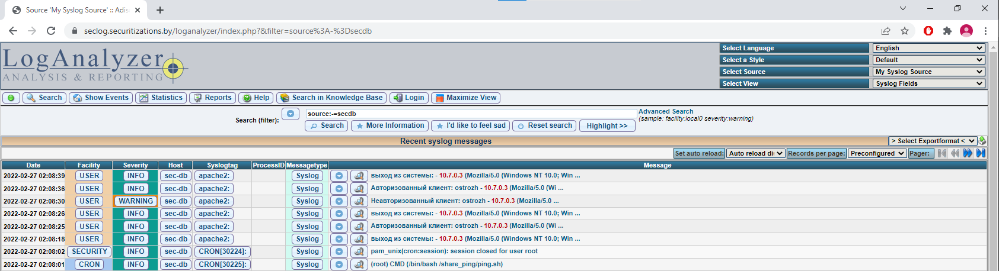 Source 'My Syslog Source' :: Adis
seclog.securitizations.by/loganalyzer/index.php?&filter=source%3A-%3Dsecdb
LogAnalyzer
ANALYSIS & REPORTING
Select Language English
Select a Style Default
Select Source My Syslog Source
Select View Syslog Fields
Search Show Events Statistics Reports Help Search in Knowledge Base Login Maximize View
Search (filter): source:-=secdb Advanced Search
(sample: facility:local0 severity:warning)
Search More Information I'd like to feel sad Reset search Highlight >>
Recent syslog messages > Select Exportformat <
Set auto reload: Auto reload dis Records per page: Preconfigured Pager:
Date Facility Severity Host Syslogtag ProcessID Messagetype Message
2022-02-27 02:08:39 USER INFO sec-db apache2: Syslog выход из системы: - 10.7.0.3 (Mozilla/5.0 (Windows NT 10.0; Win ...
2022-02-27 02:08:36 USER INFO sec-db apache2: Syslog Авторизованный клиент: ostrozh - 10.7.0.3 (Mozilla/5.0 (Wi ...
2022-02-27 02:08:30 USER WARNING sec-db apache2: Syslog Неавторизованный клиент: ostrozh - 10.7.0.3 (Mozilla/5.0 ...
2022-02-27 02:08:26 USER INFO sec-db apache2: Syslog выход из системы: - 10.7.0.3 (Mozilla/5.0 (Windows NT 10.0; Win ...
2022-02-27 02:08:25 USER INFO sec-db apache2: Syslog Авторизованный клиент: ostrozh - 10.7.0.3 (Mozilla/5.0 (Wi ...
2022-02-27 02:08:18 USER INFO sec-db apache2: Syslog выход из системы: - 10.7.0.3 (Mozilla/5.0 (Windows NT 10.0; Win ...
2022-02-27 02:08:02 SECURITY INFO sec-db CRON[30224]: Syslog pam_unix(cron:session): session closed for user root
2022-02-27 02:08:01 CRON INFO sec-db CRON[30225]: Syslog (root) CMD (/bin/bash /share_ping/ping.sh)